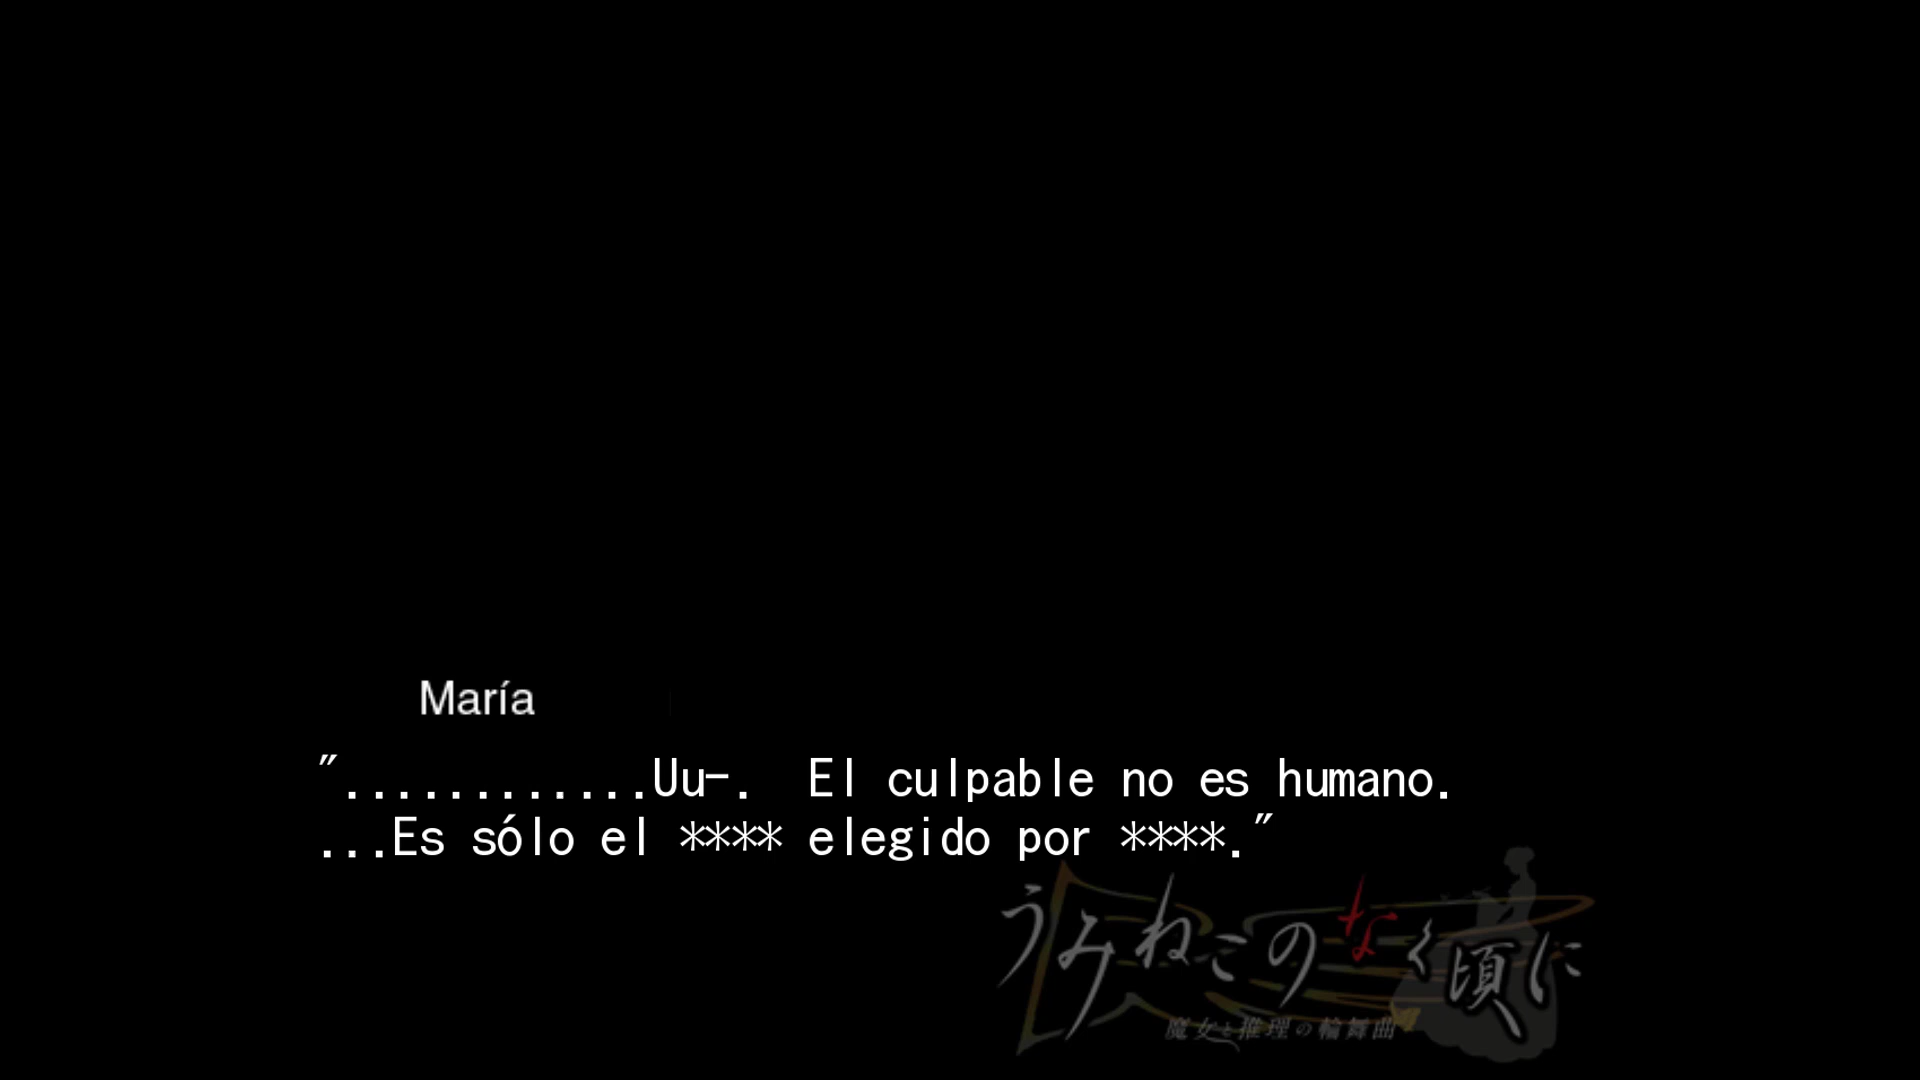 María
"............Uu-.  El culpable no es humano.
...Es sólo el **** elegido por ****."
うみねこのなく頃に
魔女と推理の輪舞曲